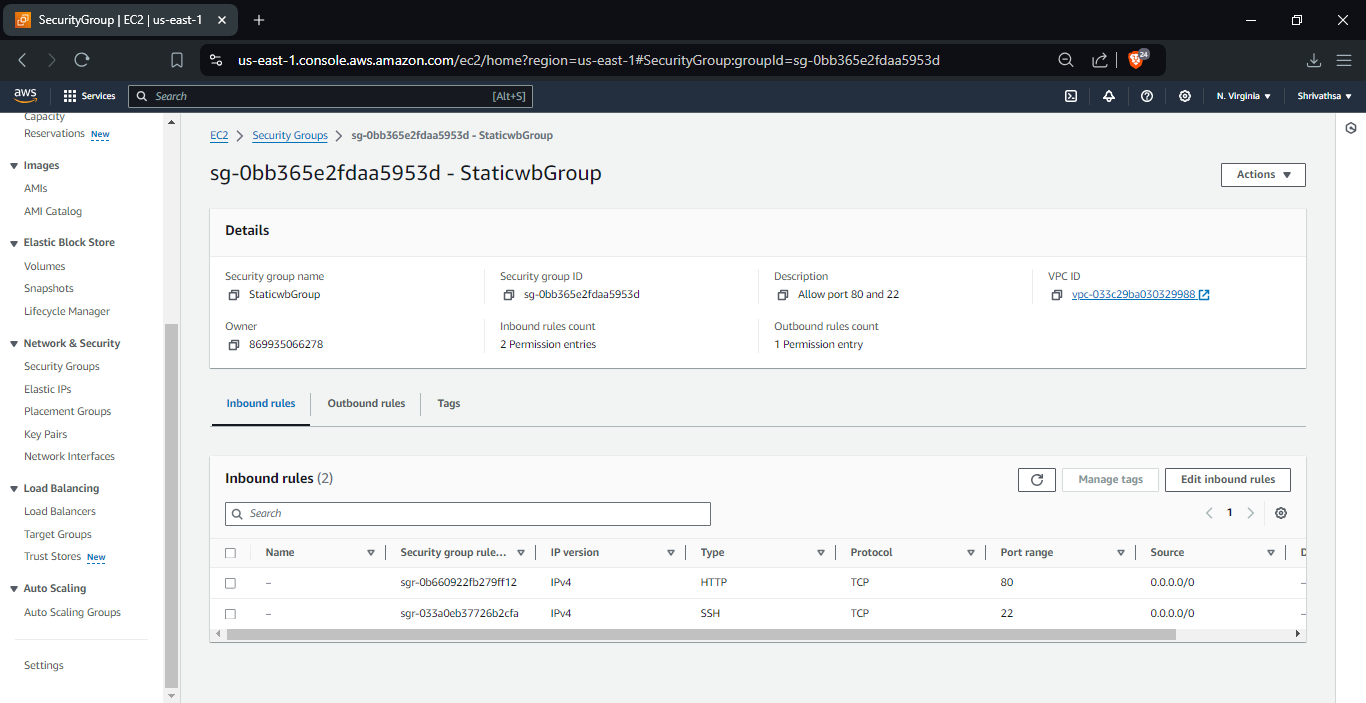 SecurityGroup | EC2 | us-east-1
us-east-1.console.aws.amazon.com/ec2/home?region=us-east-1#SecurityGroup:groupId=sg-0bb365e2fdaa5953d
24
aws
Services
Search
[Alt+S]
N. Virginia
Shrivathsa
Capacity
Reservations New
Images
AMIs
AMI Catalog
Elastic Block Store
Volumes
Snapshots
Lifecycle Manager
Network & Security
Security Groups
Elastic IPs
Placement Groups
Key Pairs
Network Interfaces
Load Balancing
Load Balancers
Target Groups
Trust Stores New
Auto Scaling
Auto Scaling Groups
Settings
EC2 > Security Groups > sg-0bb365e2fdaa5953d - StaticwbGroup
sg-0bb365e2fdaa5953d - StaticwbGroup
Actions
Details
Security group name
StaticwbGroup
Security group ID
sg-0bb365e2fdaa5953d
Description
Allow port 80 and 22
VPC ID
vpc-033c29ba030329988
Owner
869935066278
Inbound rules count
2 Permission entries
Outbound rules count
1 Permission entry
Inbound rules
Outbound rules
Tags
Inbound rules (2)
Manage tags
Edit inbound rules
Search
1
Name Security group rule... IP version Type Protocol Port range Source D
– sgr-0b660922fb279ff12 IPv4 HTTP TCP 80 0.0.0.0/0 –
– sgr-033a0eb37726b2cfa IPv4 SSH TCP 22 0.0.0.0/0 –